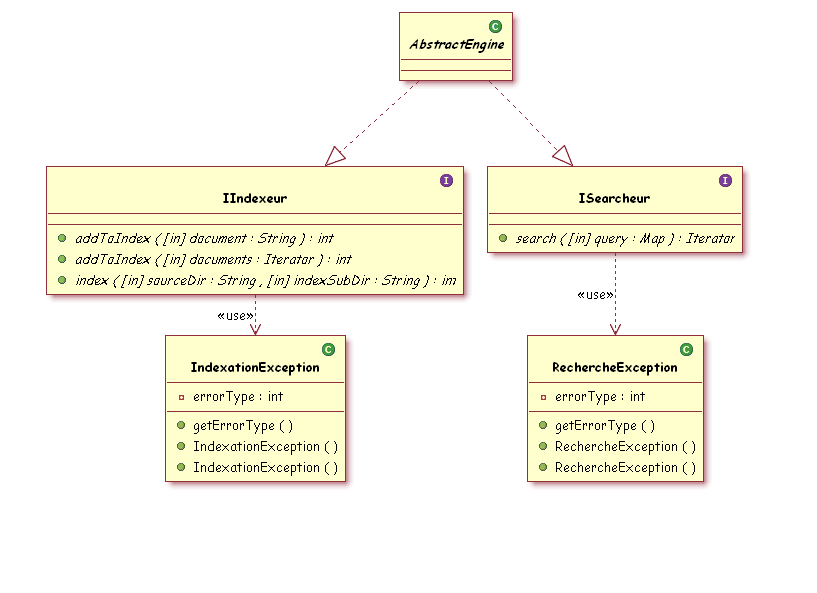 C
AbstractEngine
I
IIndexeur
addToIndex ( [in] document : String ) : int
addToIndex ( [in] documents : Iterator ) : int
index ( [in] sourceDir : String , [in] indexSubDir : String ) : in
I
ISearcheur
search ( [in] query : Map ) : Iterator
«use»
«use»
C
IndexationException
errorType : int
getErrorType ( )
IndexationException ( )
IndexationException ( )
C
RechercheException
errorType : int
getErrorType ( )
RechercheException ( )
RechercheException ( )